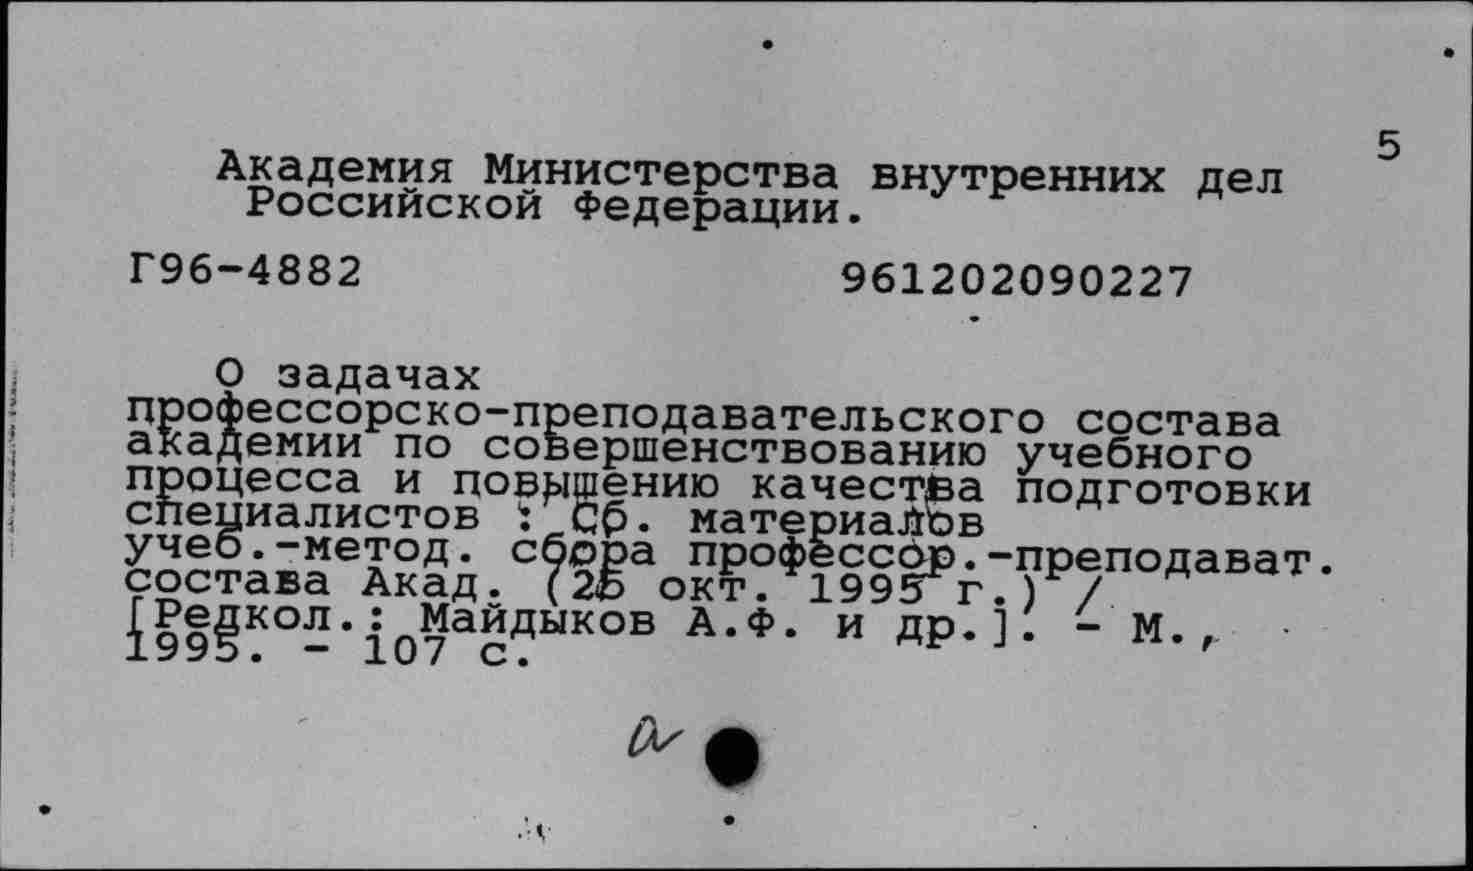 5
Академия Министерства внутренних дел
Российской Федерации.
Г96-4882 961202090227
О задачах
профессорско-преподавательского состава
академии по совершенствованию учебного
процесса и повышению качества подготовки
специалистов : Сб. материалов
учеб.-метод. сбора профессор.-преподават.
состава Акад. (26 окт. 1995 г.) /
[Редкол.: Майдыков А.Ф. и др.]. - М.,
1995. - 107 с.